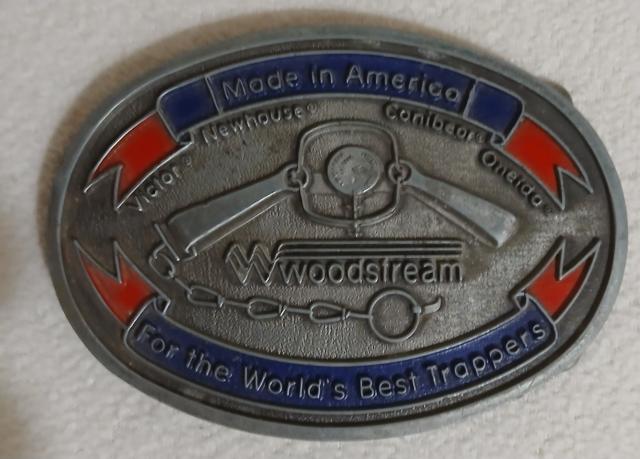 Made in America
Victor® Newhouse® Conibear® Oneida®
Woodstream
For the World's Best Trappers